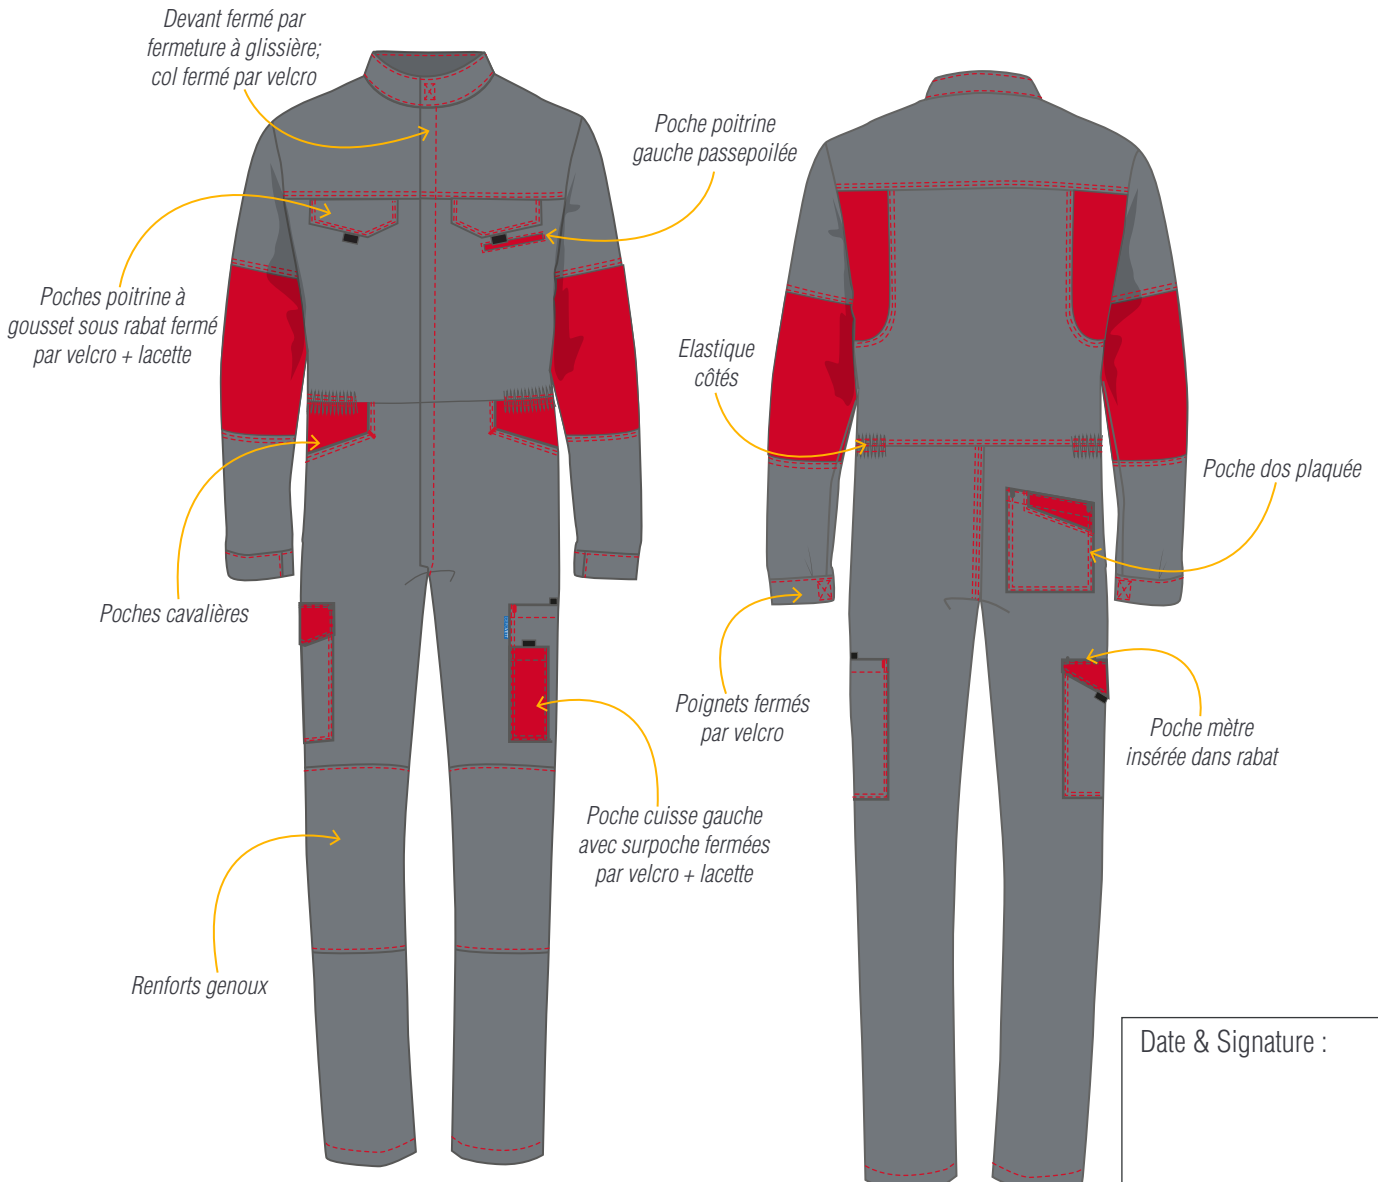 Devant fermé par
fermeture à glissière;
col fermé par velcro
Poche poitrine
gauche passepoilée
Poches poitrine à
gousset sous rabat fermé
par velcro + lacette
Elastique
côtés
Poche dos plaquée
Poches cavalières
Poignets fermés
par velcro
Poche mètre
insérée dans rabat
Poche cuisse gauche
avec surpoche fermées
par velcro + lacette
Renforts genoux
Date & Signature :